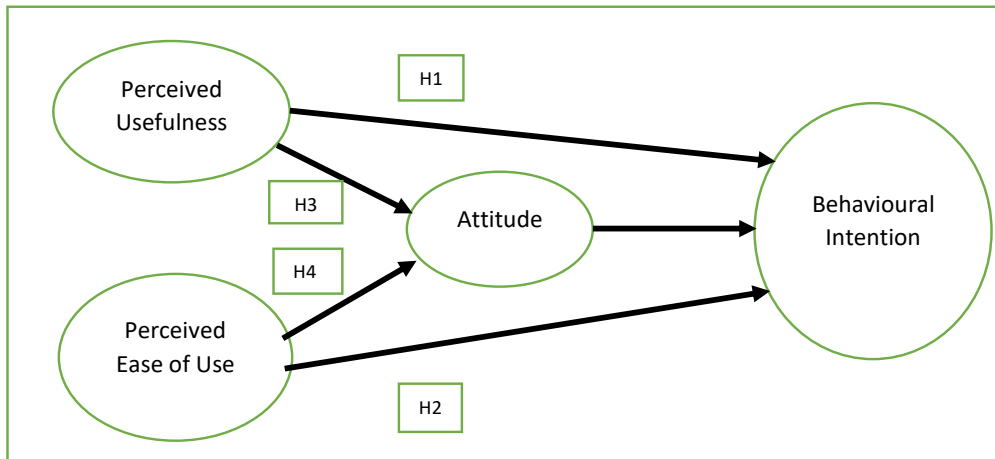 H1
Perceived
Usefulness
H3
Attitude
Behavioural
Intention
H4
Perceived
Ease of Use
H2